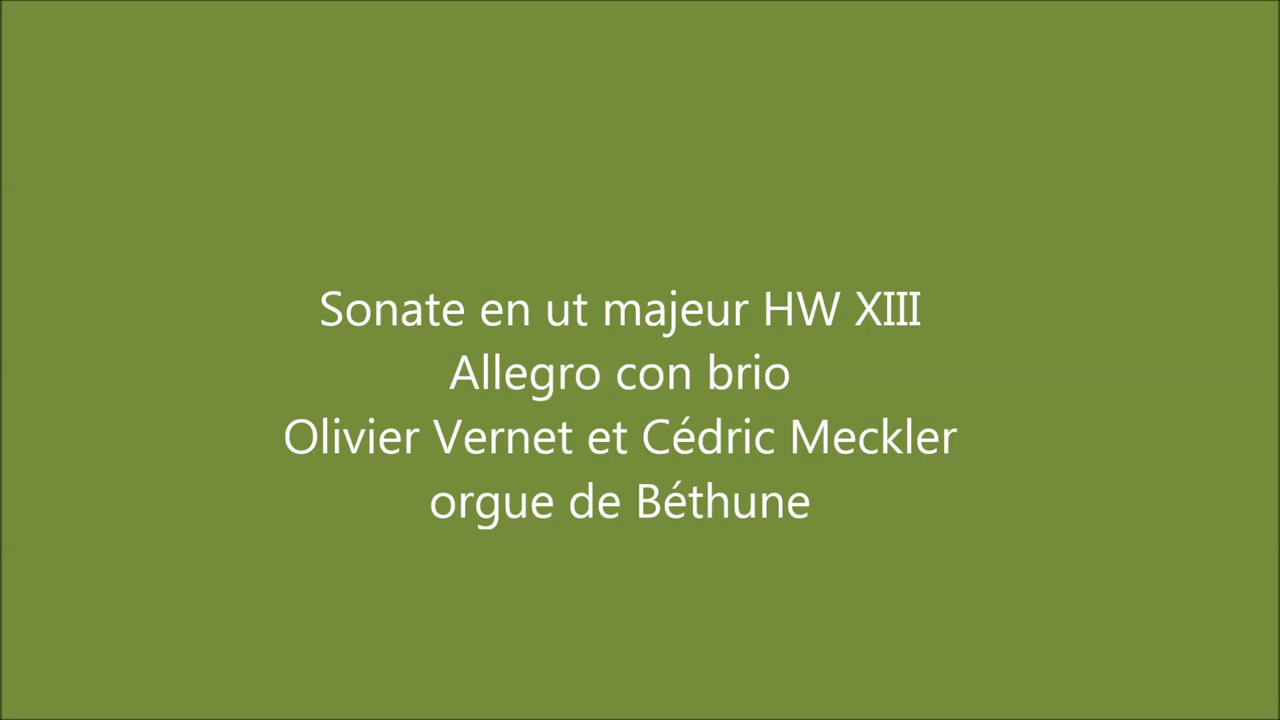 Sonate en ut majeur HW XIII
Allegro con brio
Olivier Vernet et Cédric Meckler
orgue de Béthune